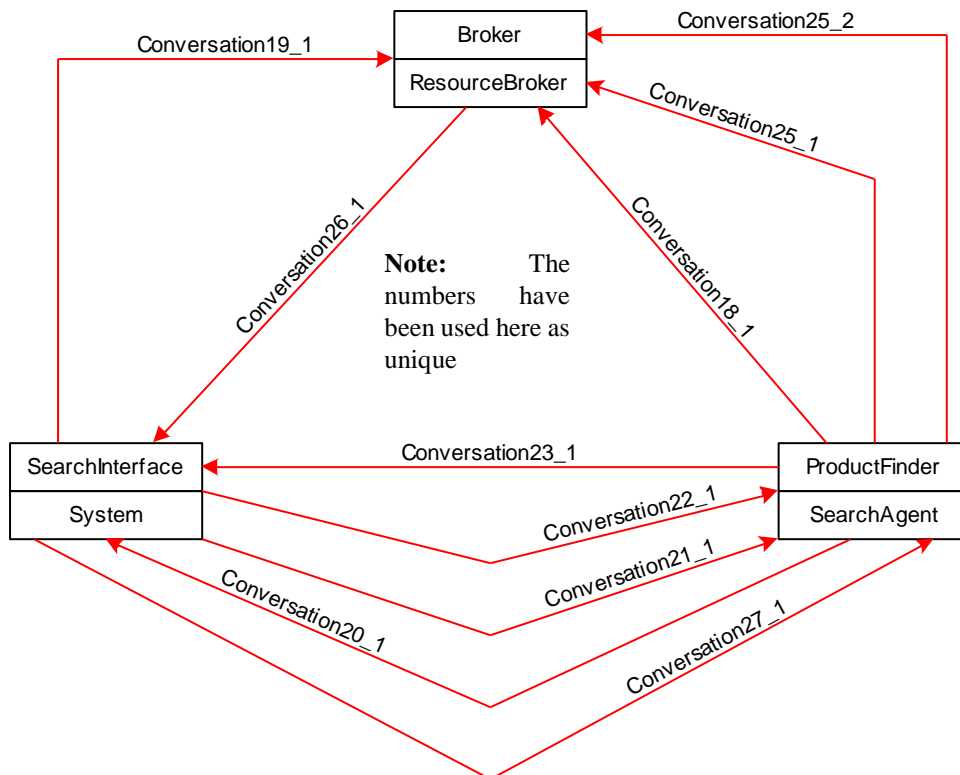 Conversation25_2
Conversation19_1
Broker
ResourceBroker
Conversation25_1
Conversation26_1
Conversation18_1
Note: The
numbers have
been used here as
unique
Conversation23_1
SearchInterface
System
ProductFinder
SearchAgent
Conversation22_1
Conversation21_1
Conversation20_1
Conversation27_1